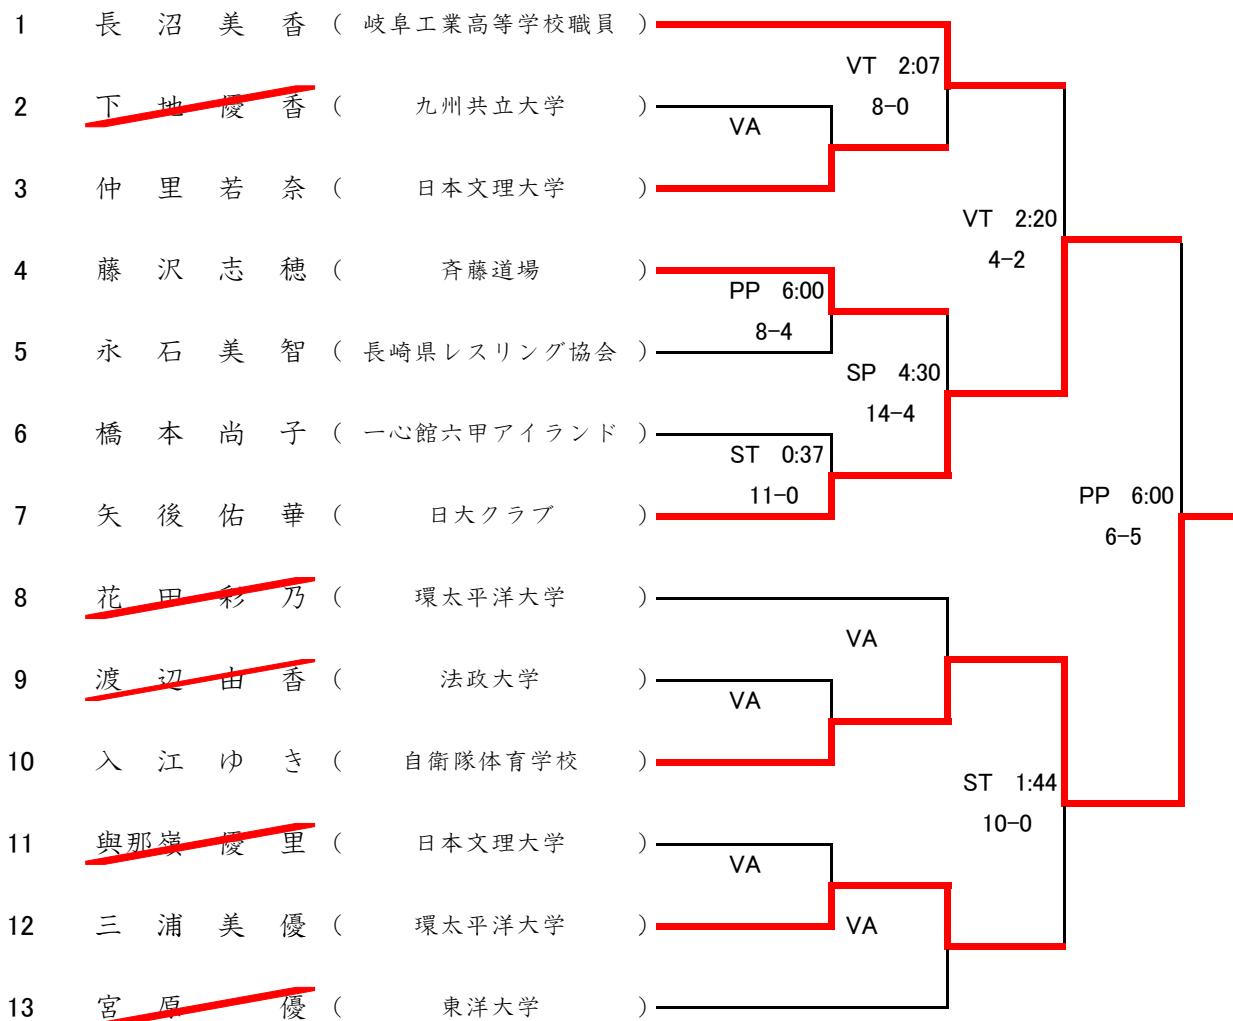 1 長沼美香 ( 岐阜工業高等学校職員 )
VT 2:07
2 下地優香 ( 九州共立大学 )
8-0
VA
3 仲里若奈 ( 日本文理大学 )
VT 2:20
4-2
4 藤沢志穂 ( 斉藤道場 )
PP 6:00
8-4
5 永石美智 ( 長崎県レスリング協会 )
SP 4:30
14-4
6 橋本尚子 ( 一心館六甲アイランド )
ST 0:37
11-0
7 矢後佑華 ( 日大クラブ )
PP 6:00
6-5
8 花田彩乃 ( 環太平洋大学 )
VA
9 渡辺由香 ( 法政大学 )
VA
10 入江ゆき ( 自衛隊体育学校 )
ST 1:44
10-0
11 與那嶺優里 ( 日本文理大学 )
VA
12 三浦美優 ( 環太平洋大学 )
VA
13 宮原優 ( 東洋大学 )